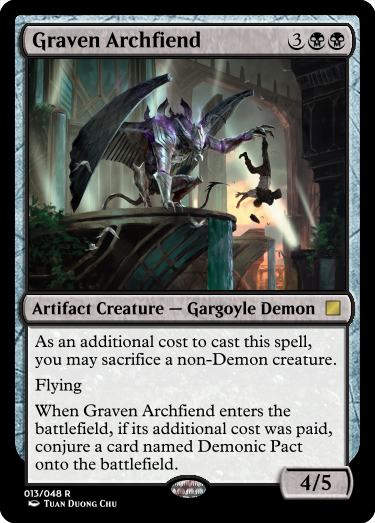 Graven Archfiend 3
Artifact Creature — Gargoyle Demon
As an additional cost to cast this spell,
you may sacrifice a non-Demon creature.
Flying
When Graven Archfiend enters the
battlefield, if its additional cost was paid,
conjure a card named Demonic Pact
onto the battlefield.
4/5
013/048 R
Tuan Duong Chu